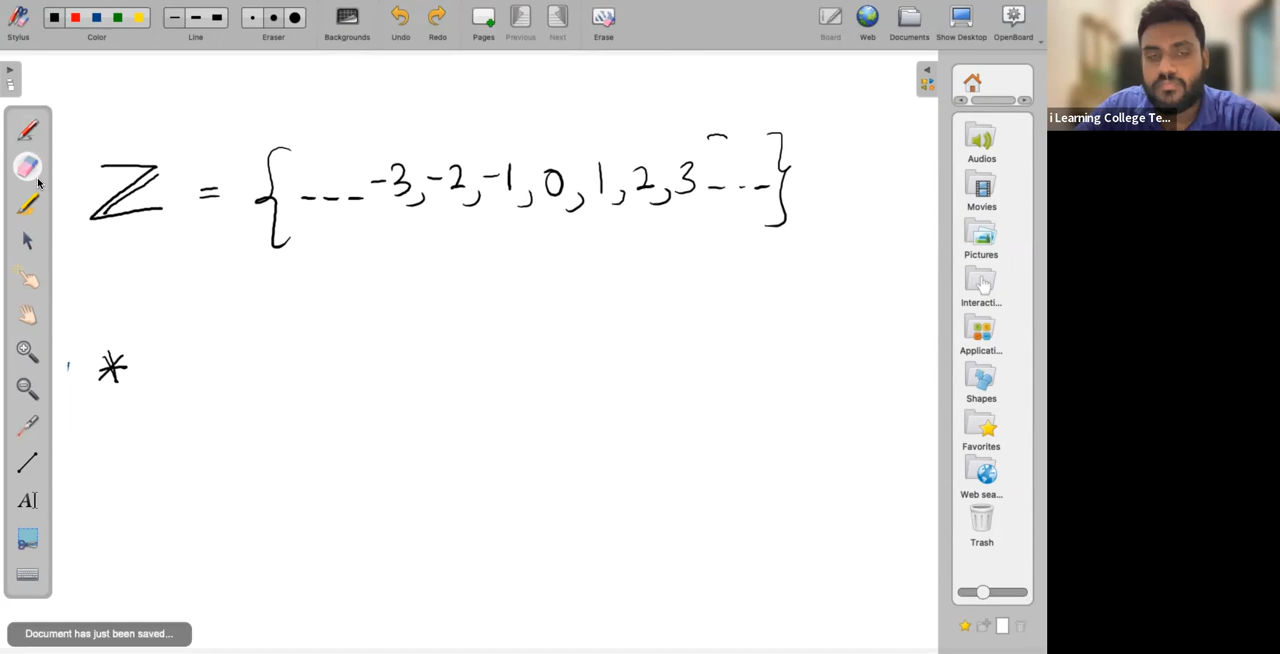 Stylus Color Line Eraser Backgrounds Undo Redo Pages Previous Next Erase Board Web Documents Show Desktop OpenBoard
i Learning College Te...
ℤ = { --- -3, -2, -1, 0, 1, 2, 3 --- }
*
AI
Audios
Movies
Pictures
Interacti...
Applicati...
Shapes
Favorites
Web sea...
Trash
Document has just been saved...